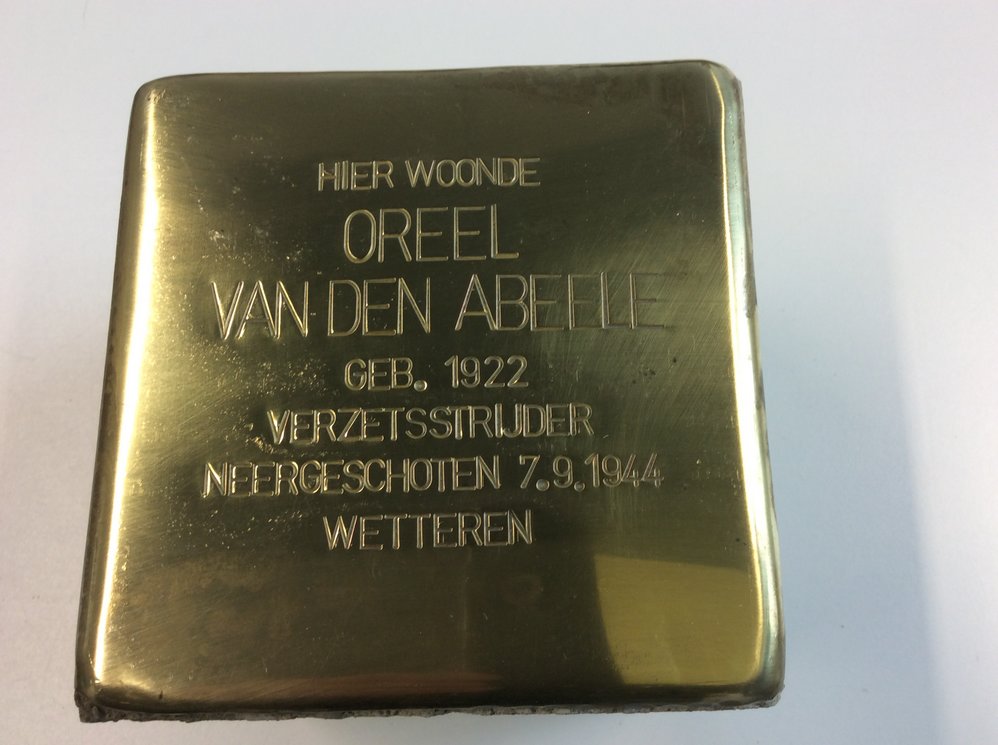 HIER WOONDE
OREEL
VAN DEN ABEELE
GEB. 1922
VERZETSSTRIJDER
NEERGESCHOTEN 7.9.1944
WETTEREN